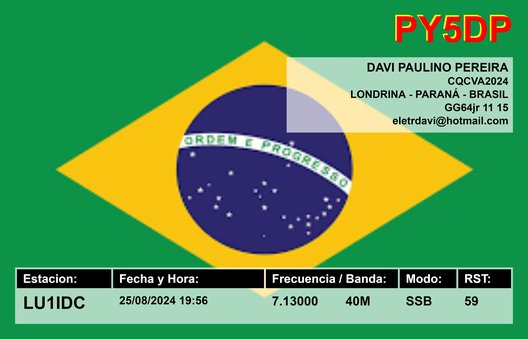 PY5DP
DAVI PAULINO PEREIRA
CQCVA2024
LONDRINA - PARANÁ - BRASIL
GG64jr 11 15
eletrdavi@hotmail.com
ORDEM E PROGRESSO
Estacion: Fecha y Hora: Frecuencia / Banda: Modo: RST:
LU1IDC 25/08/2024 19:56 7.13000 40M SSB 59